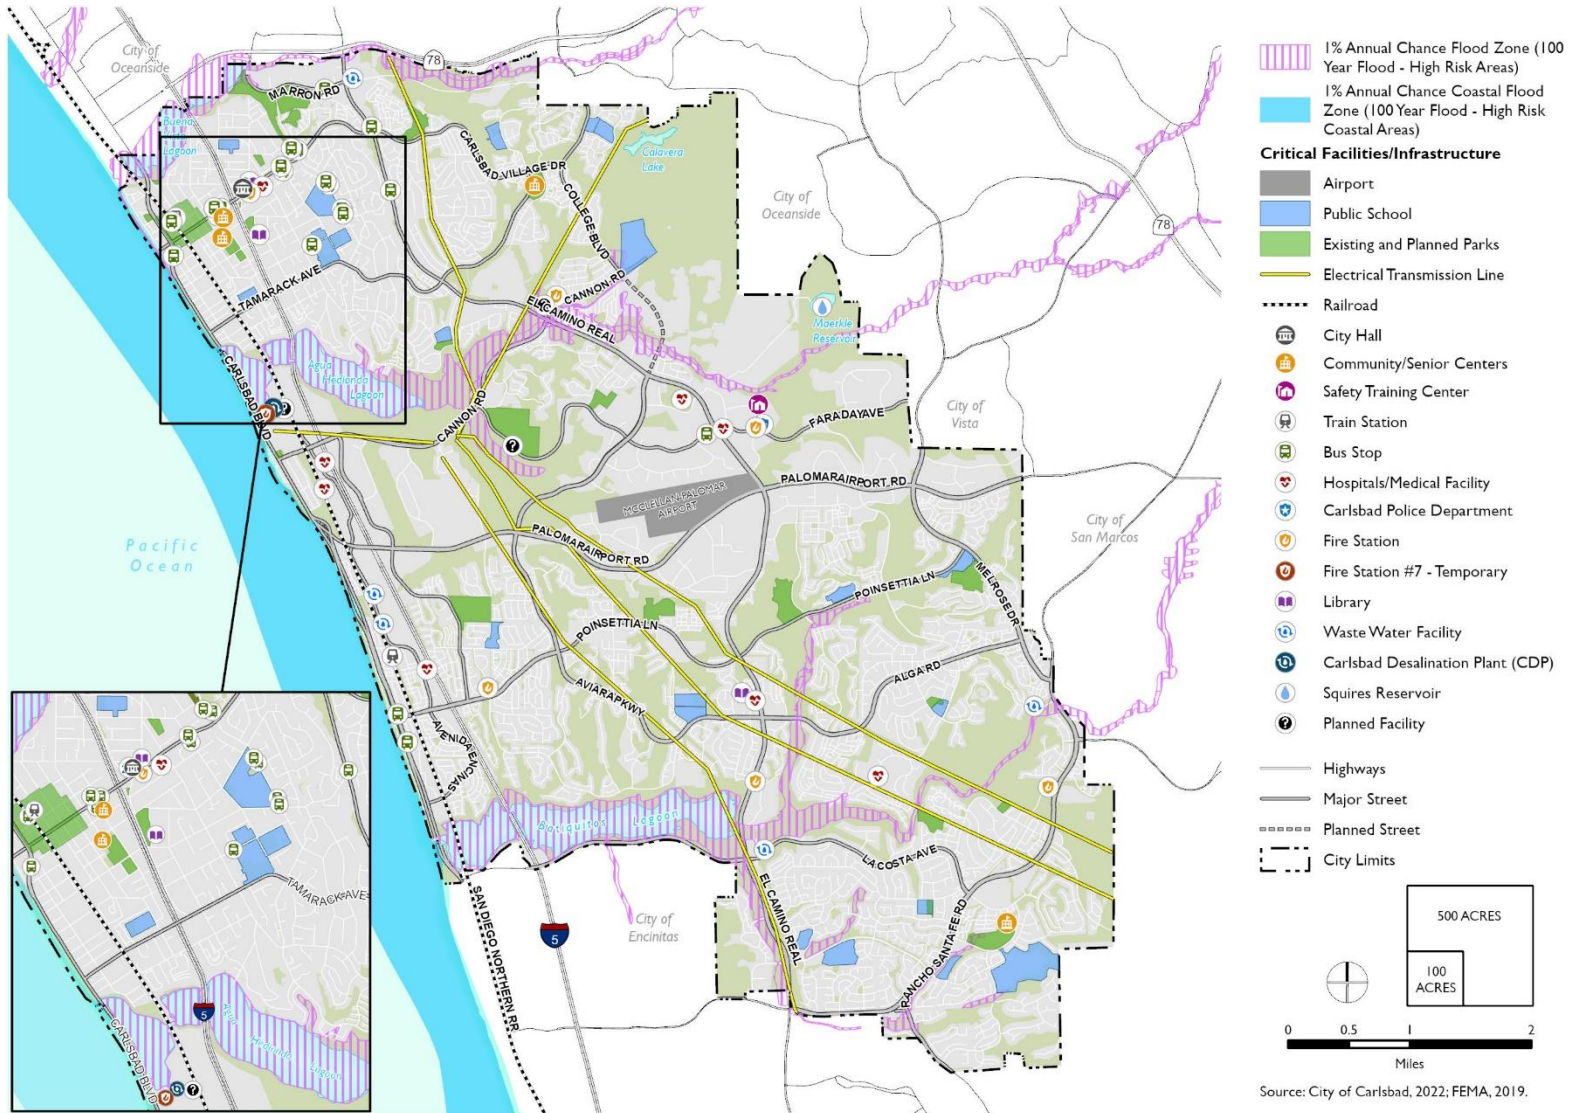 City of
Oceanside
78
MARRON RD
Buena
Lagoon
CARLSBAD VILLAGE DR
COLLEGE BLVD
Calavera
Lake
City of
Oceanside
78
TAMARACK AVE
EL CAMINO REAL
CANNON RD
Maerkle
Reservoir
Agua
Hedionda
Lagoon
CARLSBAD BLVD
CANNON RD
FARADAY AVE
City of
Vista
PALOMAR AIRPORT RD
MCCLELLAN-PALOMAR
AIRPORT
City of
San Marcos
Pacific
Ocean
PALOMAR AIRPORT RD
POINSETTIA LN
MELROSE DR
POINSETTIA LN
ALGA RD
AVIARA PKWY
AVENIDA ENCINAS
Batiquitos Lagoon
LA COSTA AVE
EL CAMINO REAL
RANCHO SANTA FE RD
SAN DIEGO NORTHERN RR
City of
Encinitas
5
TAMARACK AVE
5
Agua
Hedionda
Lagoon
CARLSBAD BLVD
1% Annual Chance Flood Zone (100
Year Flood - High Risk Areas)
1% Annual Chance Coastal Flood
Zone (100 Year Flood - High Risk
Coastal Areas)
Critical Facilities/Infrastructure
Airport
Public School
Existing and Planned Parks
Electrical Transmission Line
Railroad
City Hall
Community/Senior Centers
Safety Training Center
Train Station
Bus Stop
Hospitals/Medical Facility
Carlsbad Police Department
Fire Station
Fire Station #7 - Temporary
Library
Waste Water Facility
Carlsbad Desalination Plant (CDP)
Squires Reservoir
Planned Facility
Highways
Major Street
Planned Street
City Limits
500 ACRES
100
ACRES
0 0.5 1 2
Miles
Source: City of Carlsbad, 2022; FEMA, 2019.